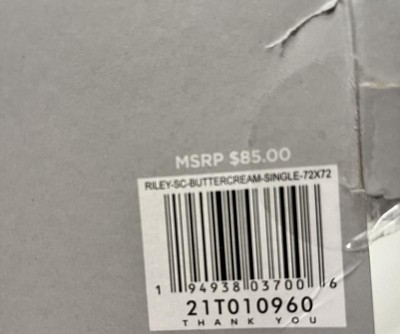 MSRP $85.00
RILEY-SC-BUTTERCREAM-SINGLE-72X72
1 94938 03700 6
21T010960
THANK YOU